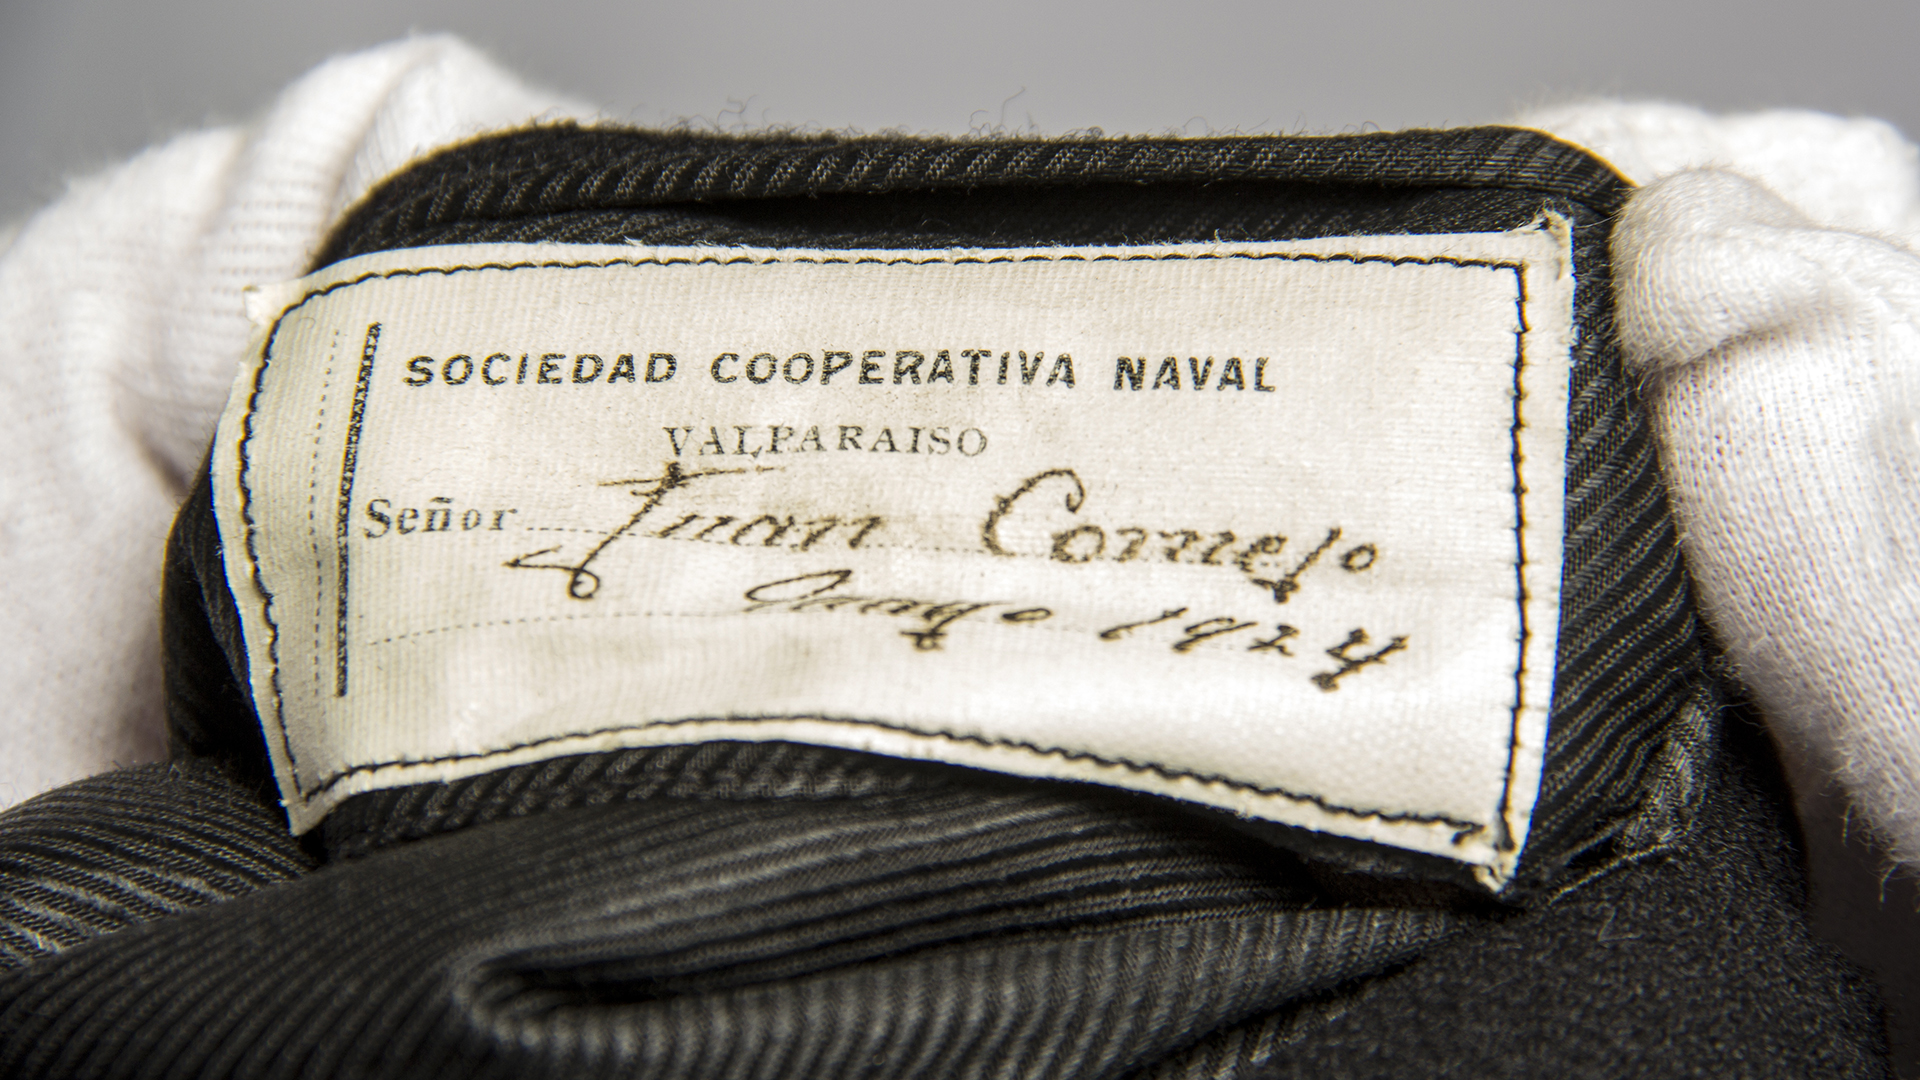 SOCIEDAD COOPERATIVA NAVAL
VALPARAISO
Señor Juan Cornejo
1924